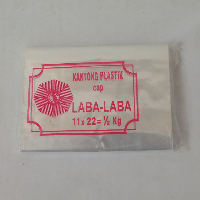 KANTONG PLASTIK
cap
LABA-LABA
11 x 22 = ½ Kg